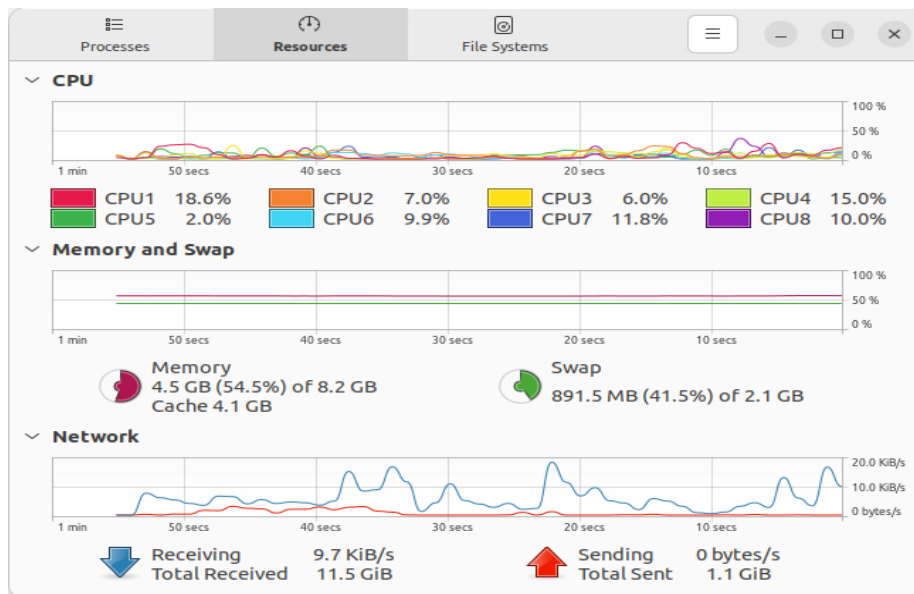 Processes Resources File Systems
CPU
100 %
50 %
0 %
1 min 50 secs 40 secs 30 secs 20 secs 10 secs
CPU1 18.6% CPU2 7.0% CPU3 6.0% CPU4 15.0%
CPU5 2.0% CPU6 9.9% CPU7 11.8% CPU8 10.0%
Memory and Swap
100 %
50 %
0 %
1 min 50 secs 40 secs 30 secs 20 secs 10 secs
Memory
4.5 GB (54.5%) of 8.2 GB
Cache 4.1 GB
Swap
891.5 MB (41.5%) of 2.1 GB
Network
20.0 KiB/s
10.0 KiB/s
0 bytes/s
1 min 50 secs 40 secs 30 secs 20 secs 10 secs
Receiving 9.7 KiB/s Sending 0 bytes/s
Total Received 11.5 GiB Total Sent 1.1 GiB